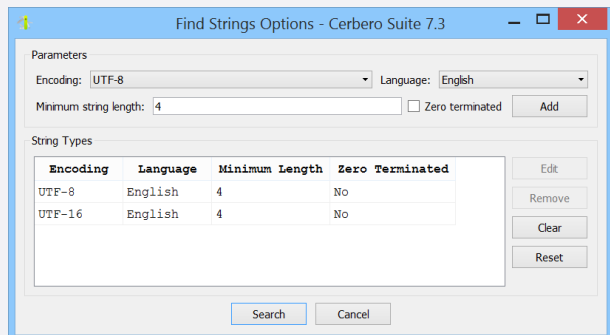 Find Strings Options - Cerbero Suite 7.3
Parameters
Encoding: UTF-8 Language: English
Minimum string length: 4 Zero terminated Add
String Types
Encoding Language Minimum Length Zero Terminated
UTF-8 English 4 No
UTF-16 English 4 No
Edit
Remove
Clear
Reset
Search Cancel